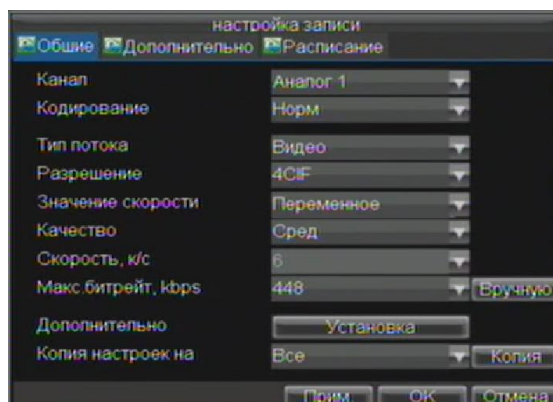 настройка записи
Обшие Дополнительно Расписание
Канал Аналог 1
Кодирование Норм
Тип потока Видео
Разрешение 4CIF
Значение скорости Переменное
Качество Сред
Скорость, к/с 6
Макс.битрейт, kbps 448 Вручную
Дополнительно Установка
Копия настроек на Все Копия
Прим. OK Отмена